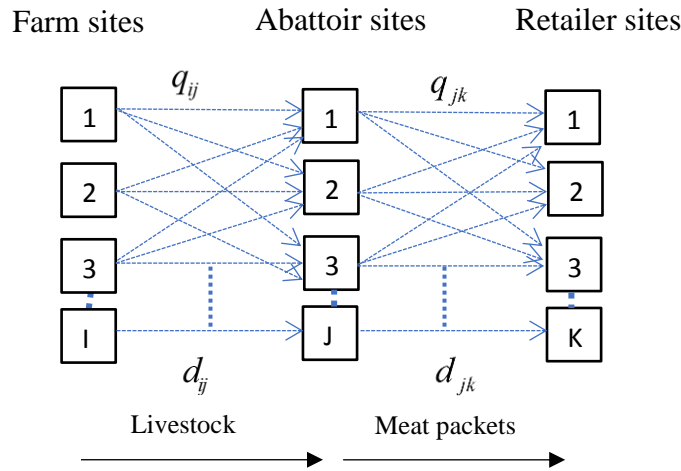 Farm sites Abattoir sites Retailer sites
q_ij q_jk
1 1 1
2 2 2
3 3 3
I J K
d_ij d_jk
Livestock Meat packets